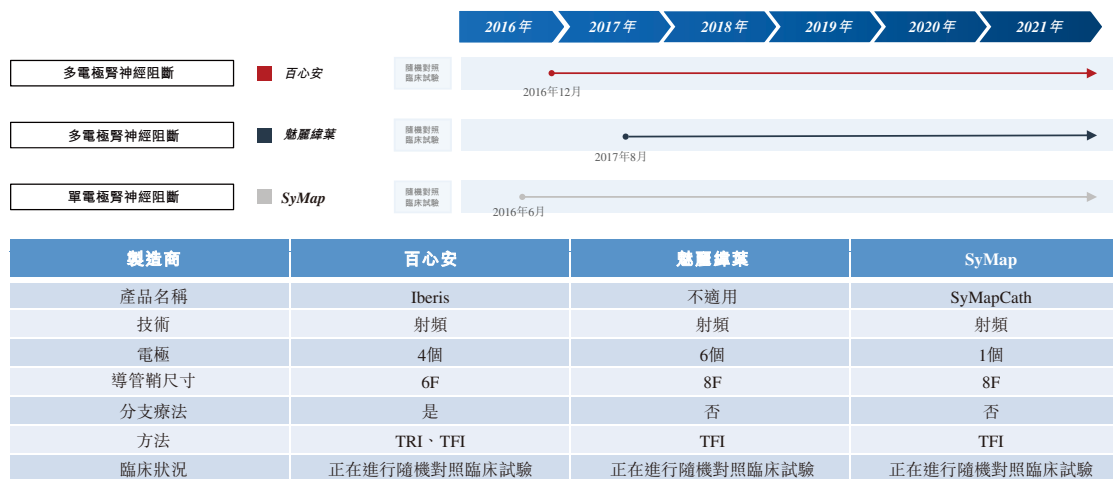 2016年 2017年 2018年 2019年 2020年 2021年
多電極腎神經阻斷 百心安 隨機對照
臨床試驗
2016年12月
多電極腎神經阻斷 魅麗緯葉 隨機對照
臨床試驗
2017年8月
單電極腎神經阻斷 SyMap 隨機對照
臨床試驗
2016年6月
製造商 百心安 魅麗緯葉 SyMap
產品名稱 Iberis 不適用 SyMapCath
技術 射頻 射頻 射頻
電極 4個 6個 1個
導管鞘尺寸 6F 8F 8F
分支療法 是 否 否
方法 TRI、TFI TFI TFI
臨床狀況 正在進行隨機對照臨床試驗 正在進行隨機對照臨床試驗 正在進行隨機對照臨床試驗